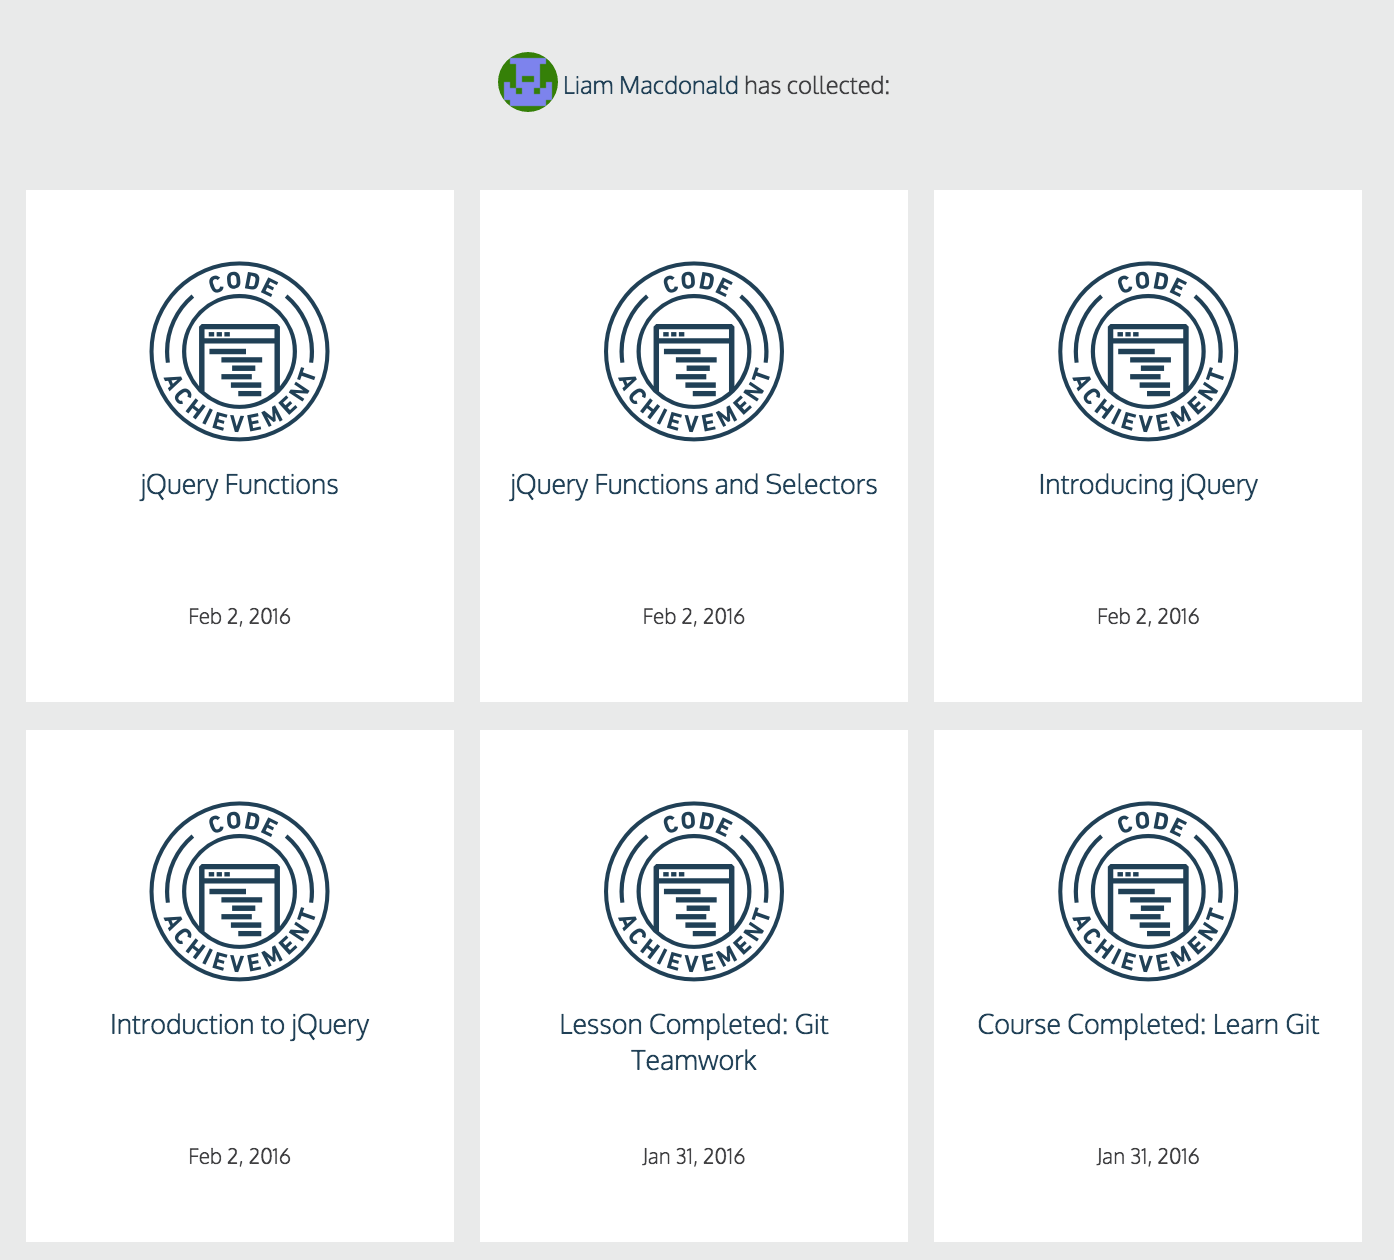 Liam Macdonald has collected:
CODE ACHIEVEMENT
CODE ACHIEVEMENT
CODE ACHIEVEMENT
jQuery Functions
jQuery Functions and Selectors
Introducing jQuery
Feb 2, 2016
Feb 2, 2016
Feb 2, 2016
CODE ACHIEVEMENT
CODE ACHIEVEMENT
CODE ACHIEVEMENT
Introduction to jQuery
Lesson Completed: Git
Teamwork
Course Completed: Learn Git
Feb 2, 2016
Jan 31, 2016
Jan 31, 2016